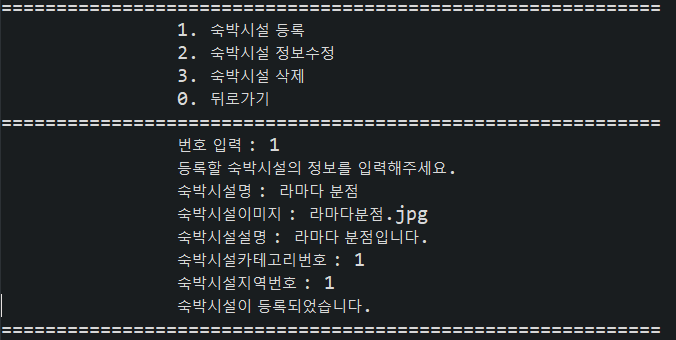 =============================================================
1. 숙박시설 등록
2. 숙박시설 정보수정
3. 숙박시설 삭제
0. 뒤로가기
=============================================================
번호 입력 : 1
등록할 숙박시설의 정보를 입력해주세요.
숙박시설명 : 라마다 분점
숙박시설이미지 : 라마다분점.jpg
숙박시설설명 : 라마다 분점입니다.
숙박시설카테고리번호 : 1
숙박시설지역번호 : 1
숙박시설이 등록되었습니다.
=============================================================